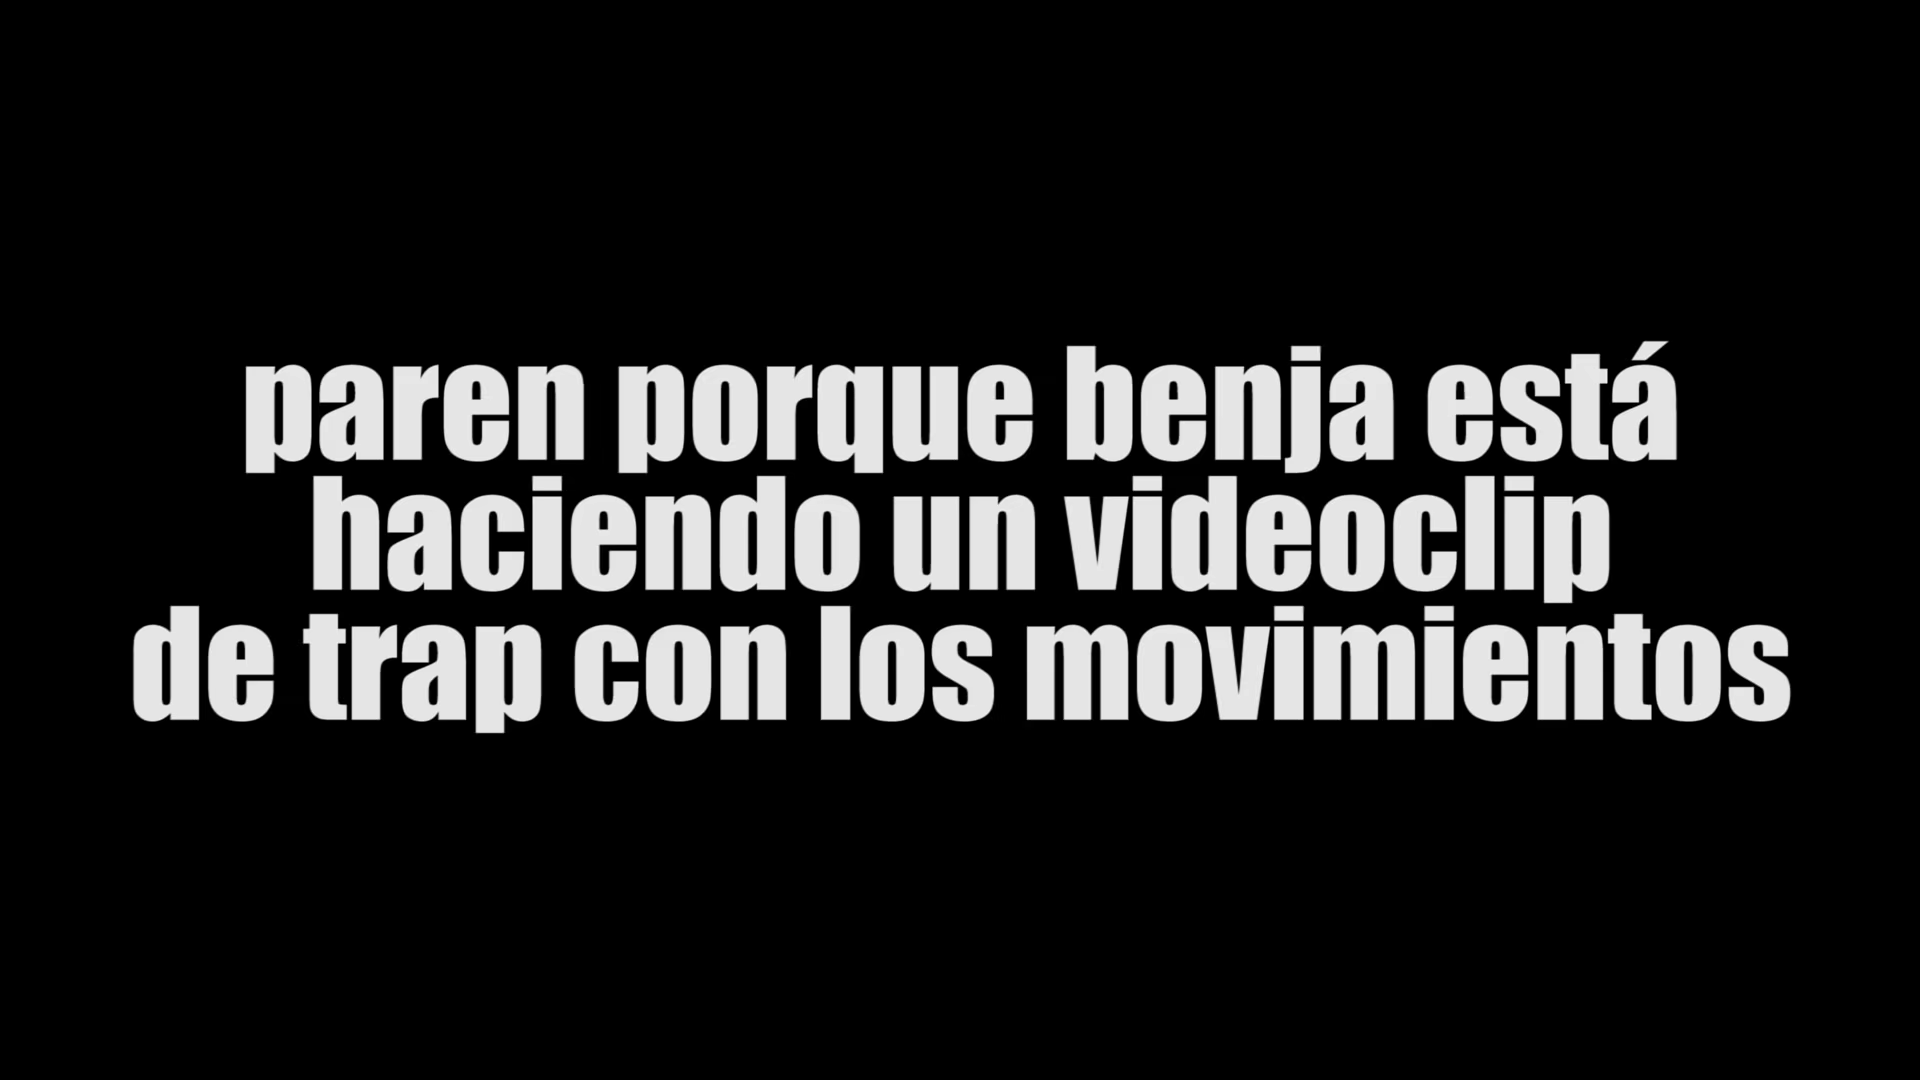 paren porque benja está
haciendo un videoclip
de trap con los movimientos